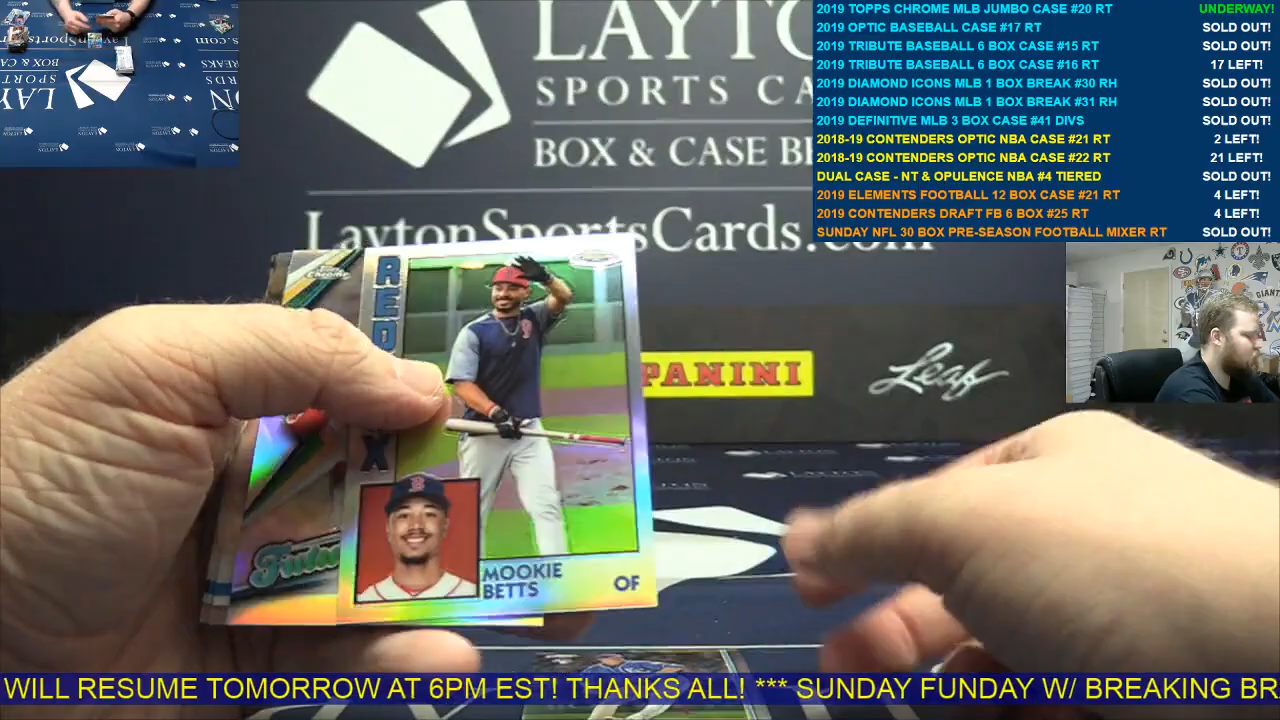 LAYTO
SPORTS CA
BOX & CASE BR
LaytonSportsCards.com
2019 TOPPS CHROME MLB JUMBO CASE #20 RT UNDERWAY!
2019 OPTIC BASEBALL CASE #17 RT SOLD OUT!
2019 TRIBUTE BASEBALL 6 BOX CASE #15 RT SOLD OUT!
2019 TRIBUTE BASEBALL 6 BOX CASE #16 RT 17 LEFT!
2019 DIAMOND ICONS MLB 1 BOX BREAK #30 RH SOLD OUT!
2019 DIAMOND ICONS MLB 1 BOX BREAK #31 RH SOLD OUT!
2019 DEFINITIVE MLB 3 BOX CASE #41 DIVS SOLD OUT!
2018-19 CONTENDERS OPTIC NBA CASE #21 RT 2 LEFT!
2018-19 CONTENDERS OPTIC NBA CASE #22 RT 21 LEFT!
DUAL CASE - NT & OPULENCE NBA #4 TIERED SOLD OUT!
2019 ELEMENTS FOOTBALL 12 BOX CASE #21 RT 4 LEFT!
2019 CONTENDERS DRAFT FB 6 BOX #25 RT 4 LEFT!
SUNDAY NFL 30 BOX PRE-SEASON FOOTBALL MIXER RT SOLD OUT!
PANINI
Leaf
RED
X
Chrome
Futu
MOOKIE
BETTS
OF
WILL RESUME TOMORROW AT 6PM EST! THANKS ALL! *** SUNDAY FUNDAY W/ BREAKING BR